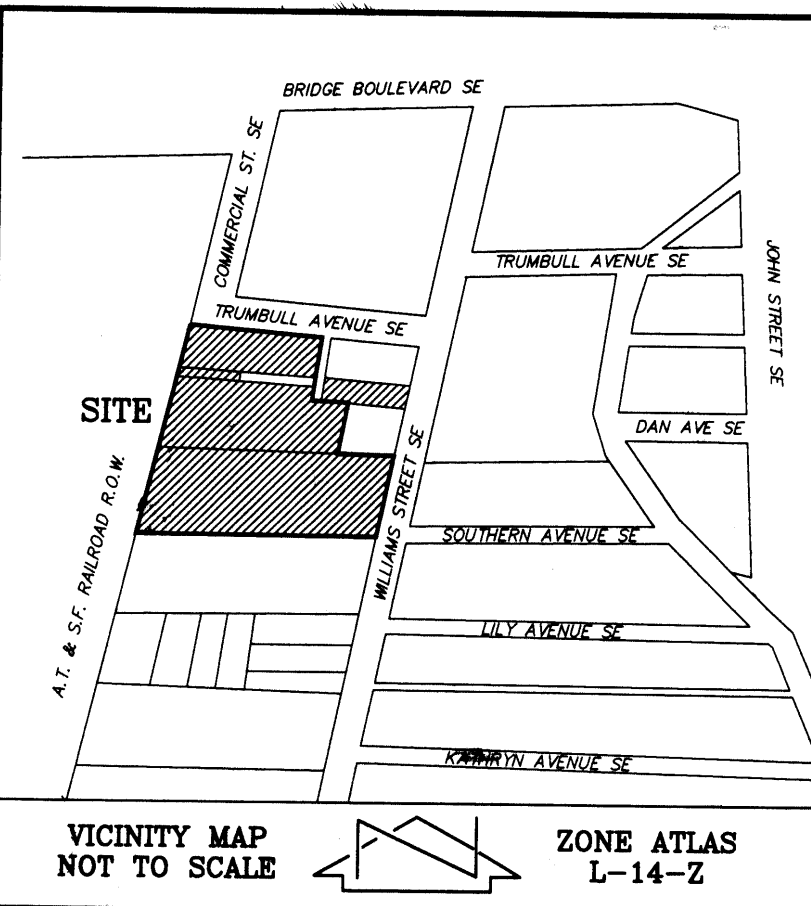 BRIDGE BOULEVARD SE
COMMERCIAL ST. SE
TRUMBULL AVENUE SE
JOHN STREET SE
TRUMBULL AVENUE SE
SITE
DAN AVE SE
A.T. & S.F. RAILROAD R.O.W.
WILLIAMS STREET SE
SOUTHERN AVENUE SE
LILY AVENUE SE
KATHRYN AVENUE SE
VICINITY MAP
NOT TO SCALE
ZONE ATLAS
L-14-Z